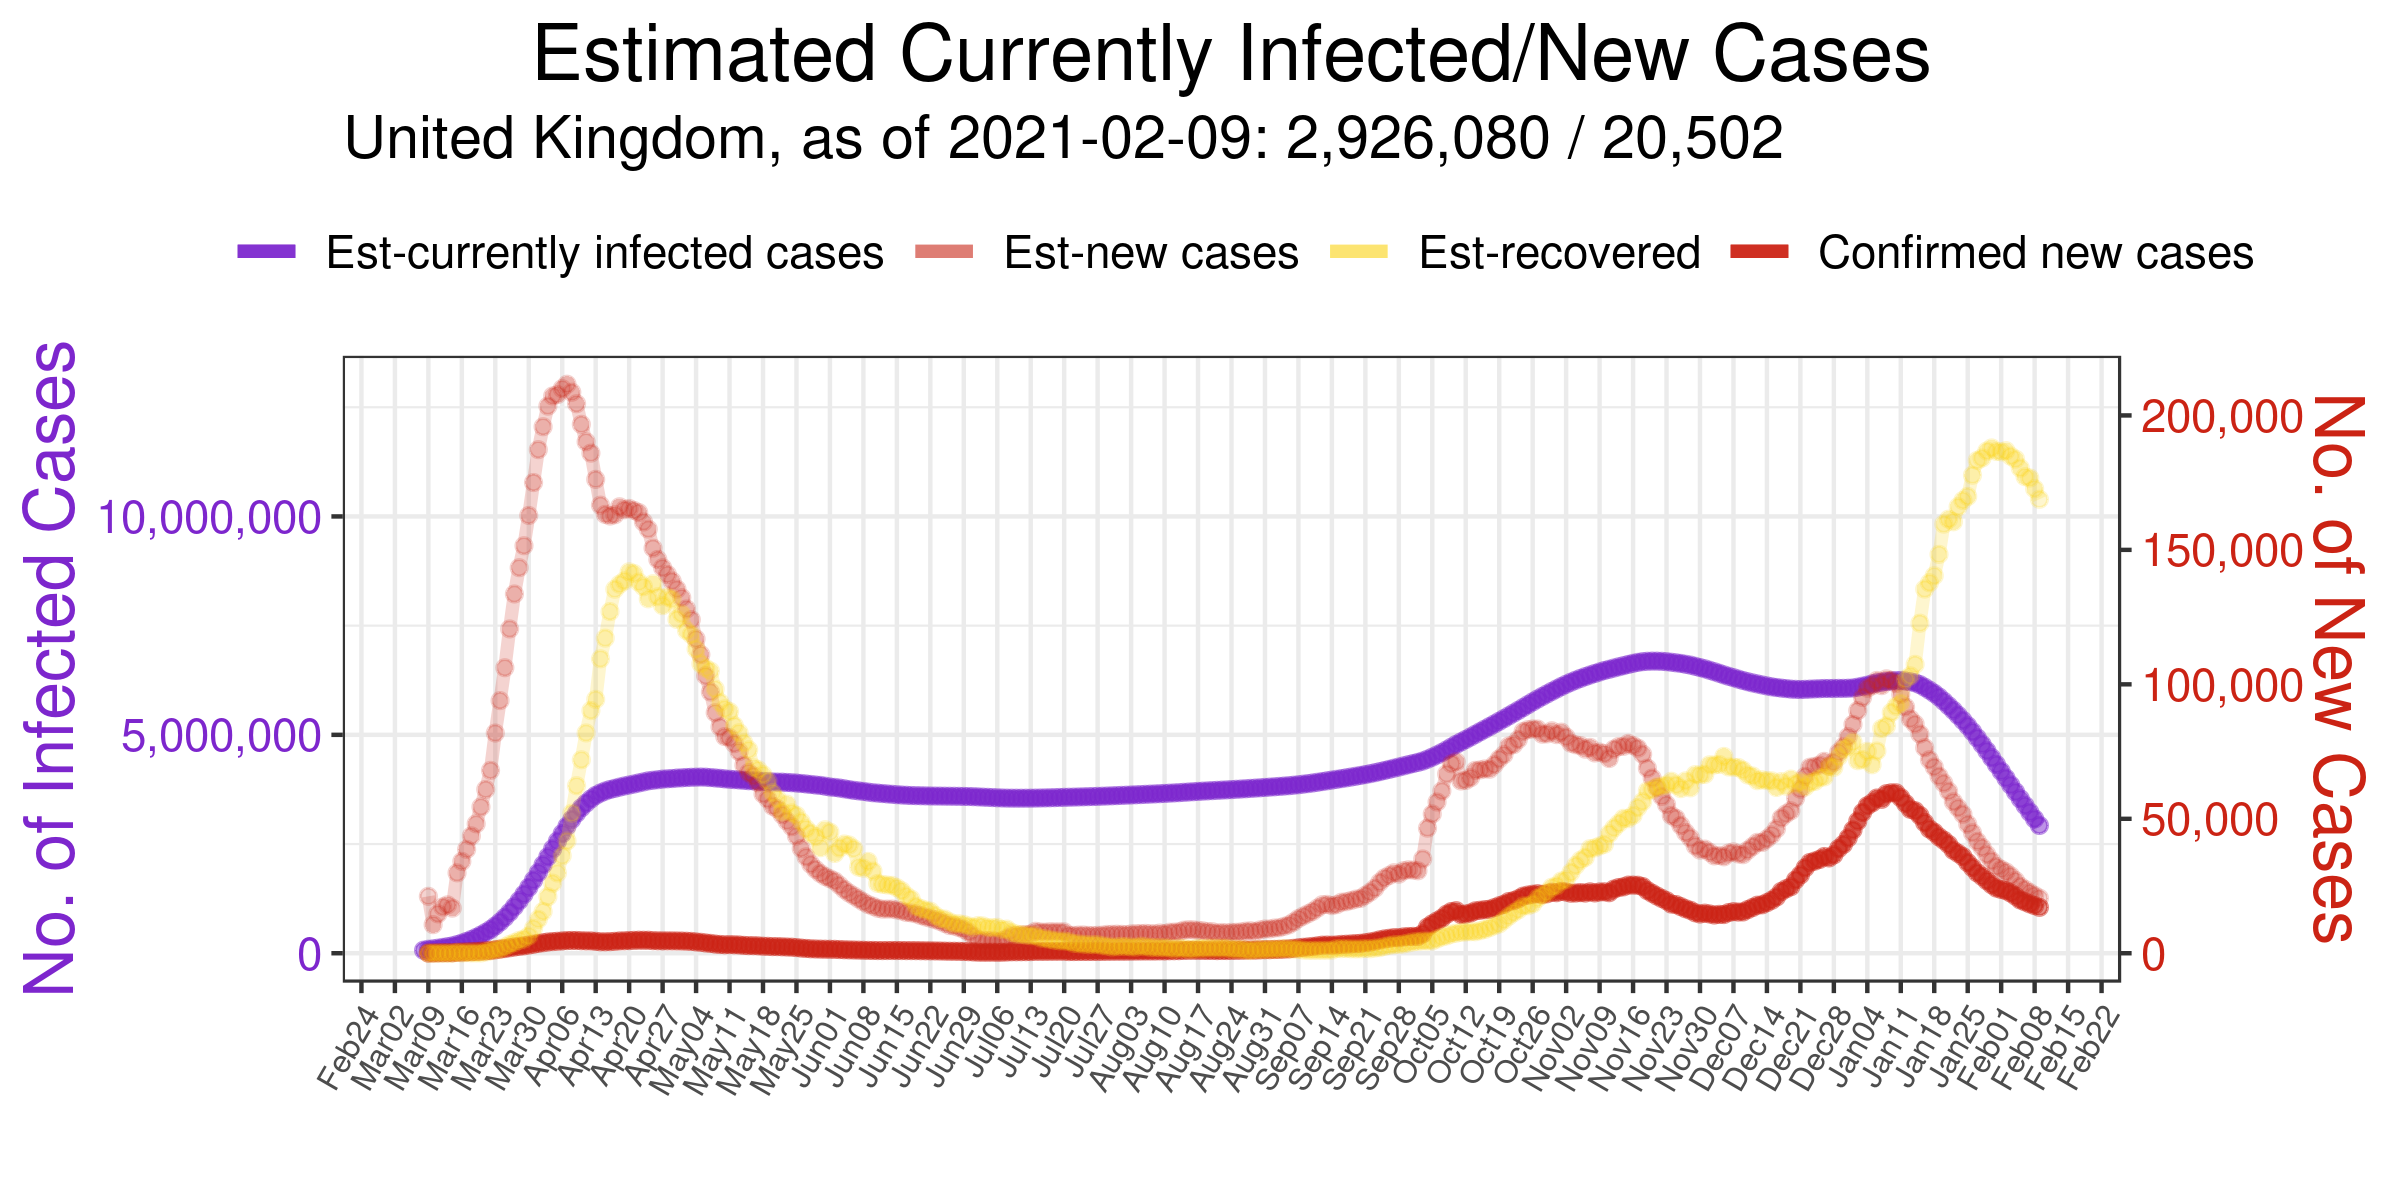 Estimated Currently Infected/New Cases
United Kingdom, as of 2021-02-09: 2,926,080 / 20,502
Est-currently infected cases Est-new cases Est-recovered Confirmed new cases
No. of Infected Cases
10,000,000
5,000,000
0
200,000
150,000
100,000
50,000
0
No. of New Cases
Feb24 Mar02 Mar09 Mar16 Mar23 Mar30 Apr06 Apr13 Apr20 Apr27 May04 May11 May18 May25 Jun01 Jun08 Jun15 Jun22 Jun29 Jul06 Jul13 Jul20 Jul27 Aug03 Aug10 Aug17 Aug24 Aug31 Sep07 Sep14 Sep21 Sep28 Oct05 Oct12 Oct19 Oct26 Nov02 Nov09 Nov16 Nov23 Nov30 Dec07 Dec14 Dec21 Dec28 Jan04 Jan11 Jan18 Jan25 Feb01 Feb08 Feb15 Feb22